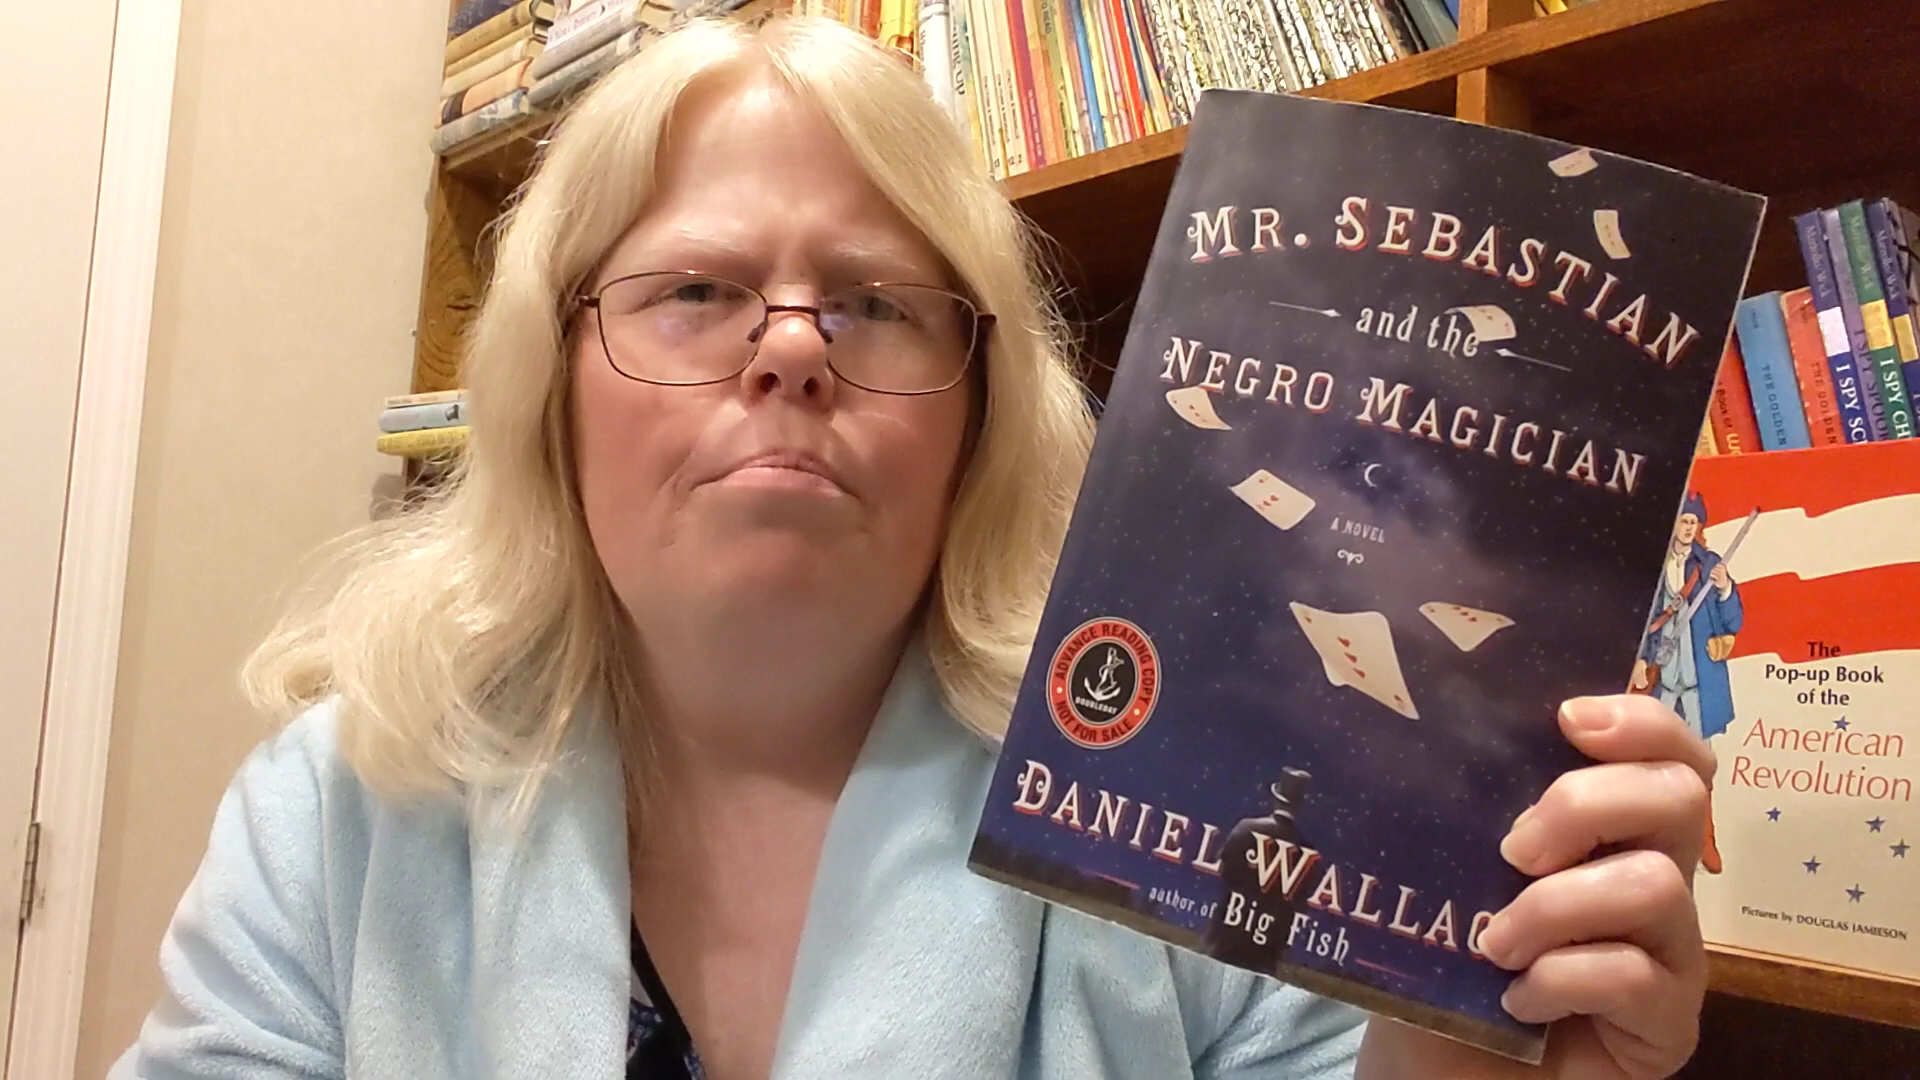 MR. SEBASTIAN
and the
NEGRO MAGICIAN
A NOVEL
ADVANCE READING COPY
DOUBLEDAY
NOT FOR SALE
DANIEL WALLAC
author of Big Fish
I SPY
I SPY
I SPY
THE GOLDEN
THE GOLDEN
The
Pop-up Book
of the
American
Revolution
Pictures by DOUGLAS JAMIESON